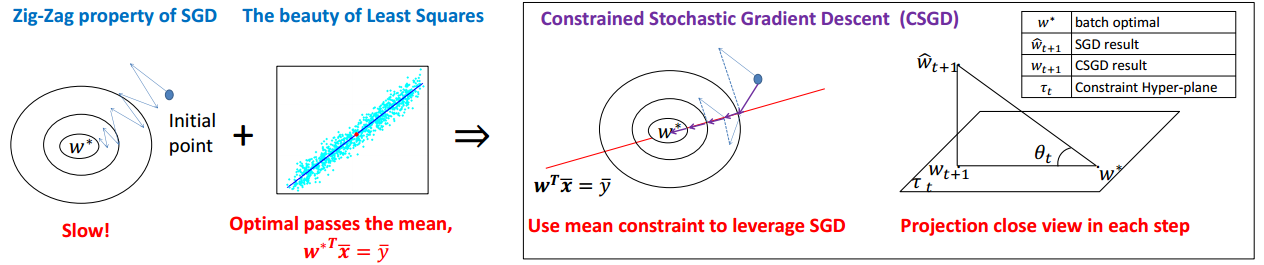 Zig-Zag property of SGD
w*
Initial
point
Slow!
+
The beauty of Least Squares
Optimal passes the mean,
w*ᵀx̅ = y̅
⇒
Constrained Stochastic Gradient Descent (CSGD)
w*
wᵀx̅ = y̅
Use mean constraint to leverage SGD
w* batch optimal
ŵₜ₊₁ SGD result
wₜ₊₁ CSGD result
τₜ Constraint Hyper-plane
ŵₜ₊₁
θₜ
wₜ₊₁
w*
τₜ
Projection close view in each step